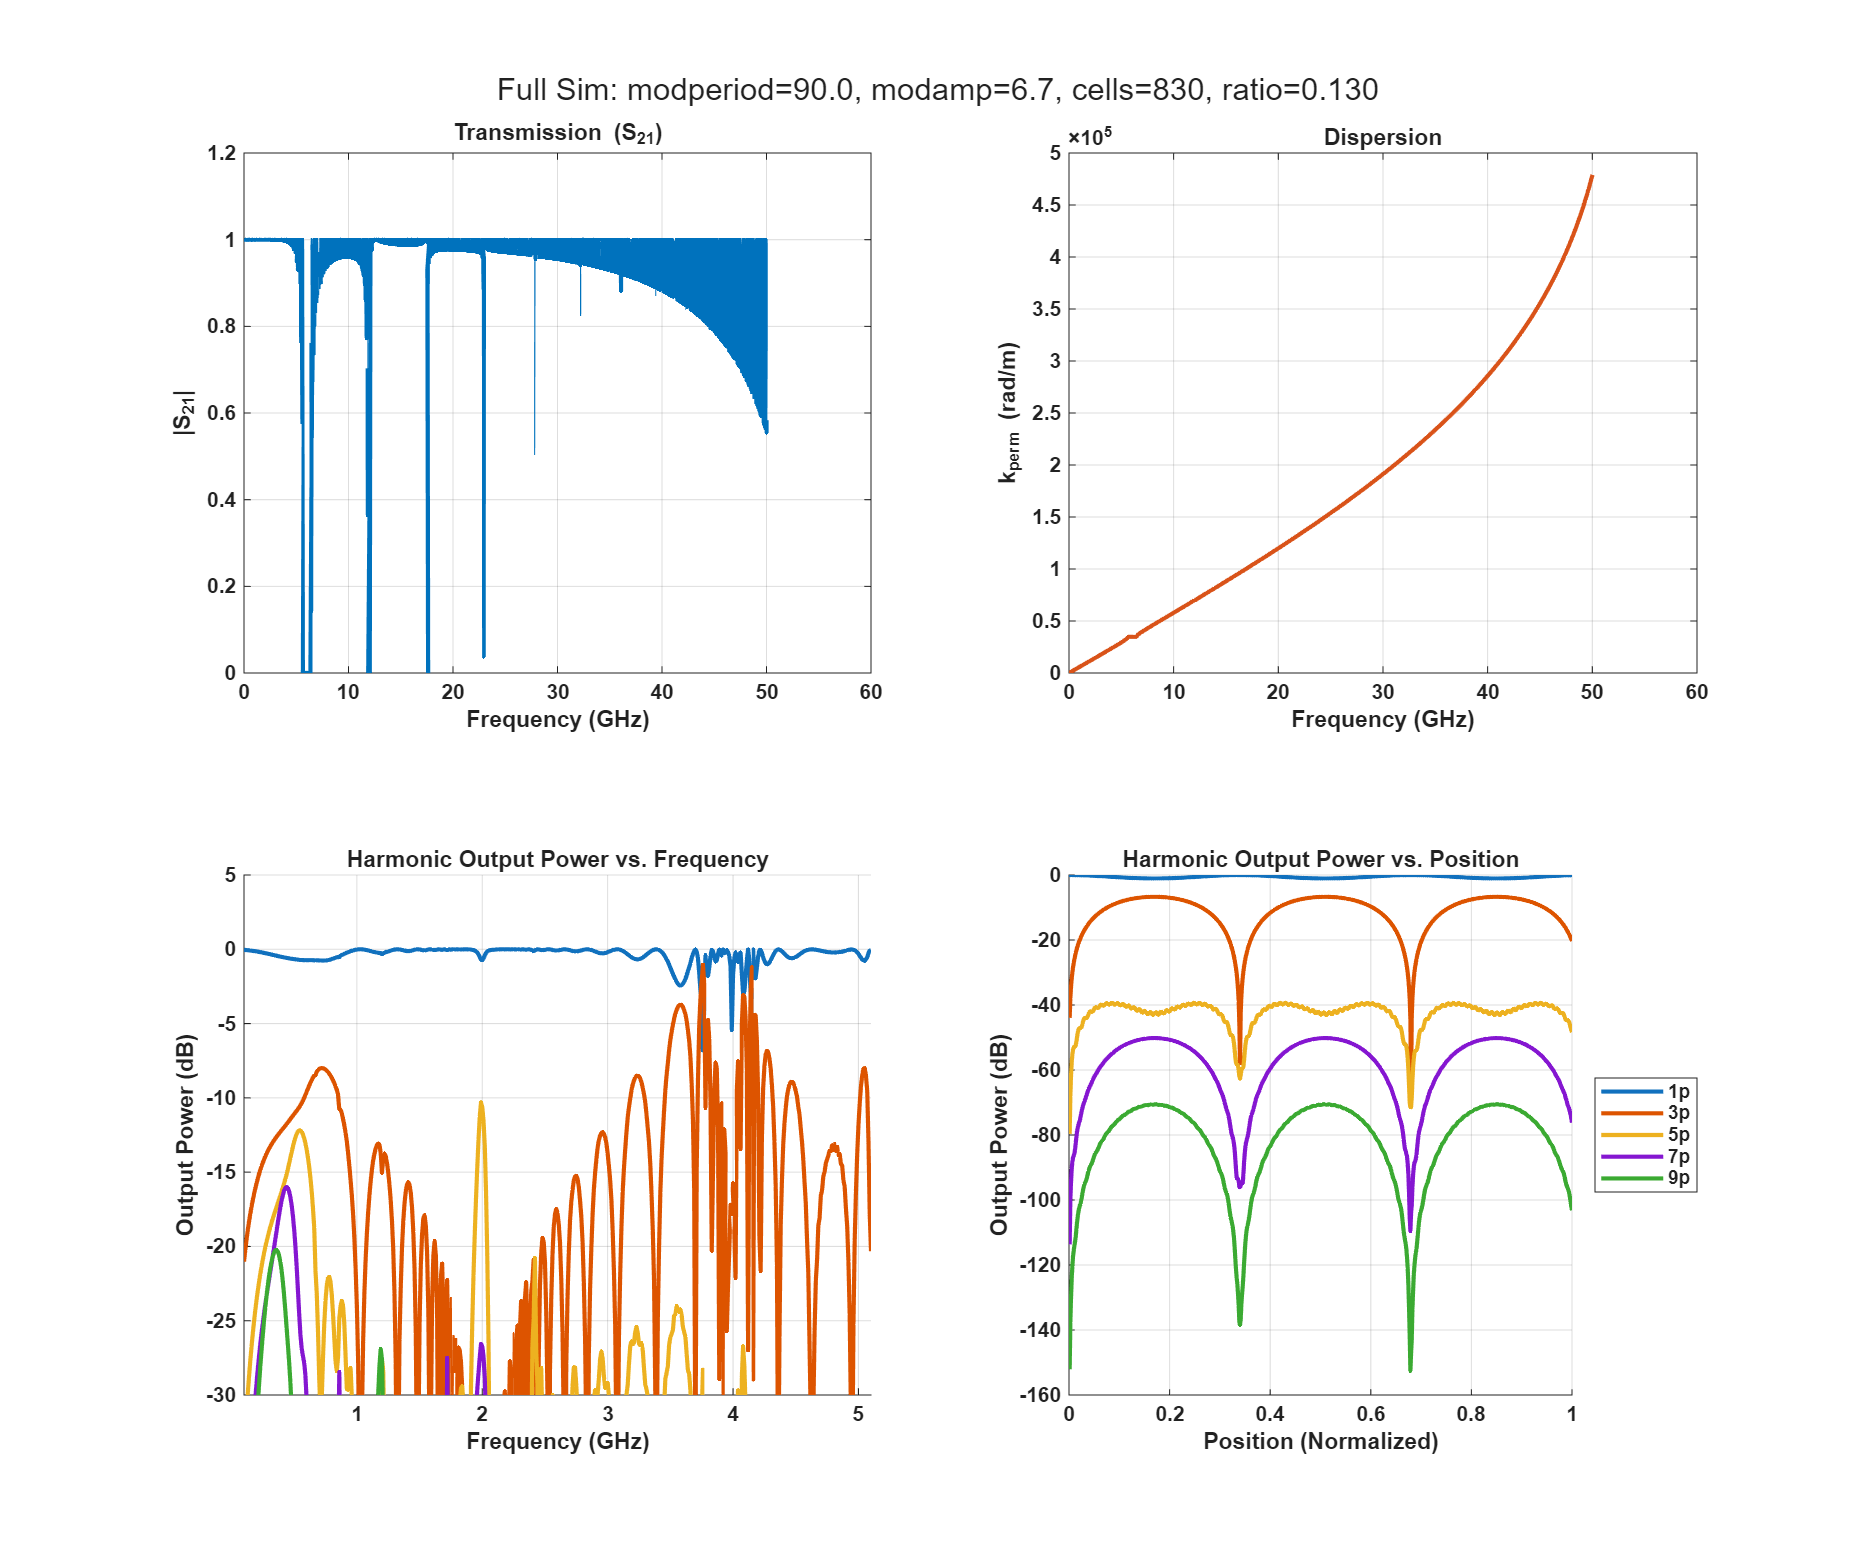 Full Sim: modperiod=90.0, modamp=6.7, cells=830, ratio=0.130
Transmission (S21)
1.2
1
0.8
0.6
0.4
0.2
0
|S21|
0 10 20 30 40 50 60
Frequency (GHz)
×10^5
Dispersion
5
4.5
4
3.5
3
2.5
2
1.5
1
0.5
0
kperm (rad/m)
0 10 20 30 40 50 60
Frequency (GHz)
Harmonic Output Power vs. Frequency
5
0
-5
-10
-15
-20
-25
-30
Output Power (dB)
1 2 3 4 5
Frequency (GHz)
Harmonic Output Power vs. Position
0
-20
-40
-60
-80
-100
-120
-140
-160
Output Power (dB)
0 0.2 0.4 0.6 0.8 1
Position (Normalized)
1p
3p
5p
7p
9p